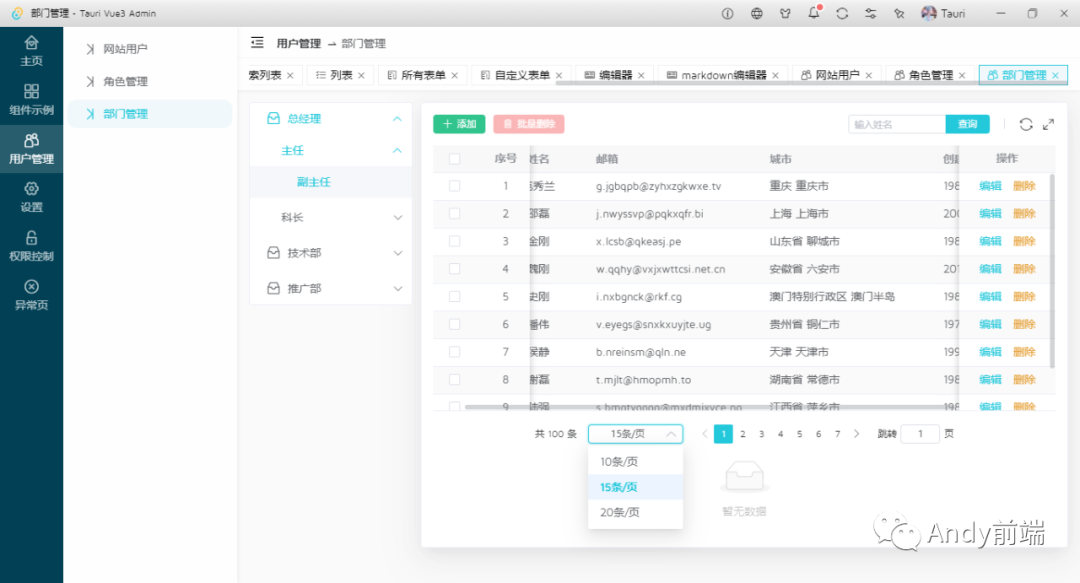 部门管理 - Tauri Vue3 Admin
Tauri
主页
组件示例
用户管理
设置
权限控制
异常页
网站用户
角色管理
部门管理
用户管理 → 部门管理
索列表 × 列表 × 所有表单 × 自定义表单 × 编辑器 × markdown编辑器 × 网站用户 × 角色管理 × 部门管理 ×
总经理
主任
副主任
科长
技术部
推广部
+ 添加 批量删除 输入姓名 查询
序号 姓名 邮箱 城市 操作
1 秀兰 g.jgbqpb@zyhxzgkwxe.tv 重庆 重庆市 198 编辑 删除
2 邵磊 j.nwyssvp@pqkxqfr.bi 上海 上海市 200 编辑 删除
3 金刚 x.lcsb@qkeasj.pe 山东省 聊城市 198 编辑 删除
4 魏刚 w.qqhy@vxjxwttcsi.net.cn 安徽省 六安市 201 编辑 删除
5 史刚 i.nxbgnck@rkf.cg 澳门特别行政区 澳门半岛 198 编辑 删除
6 潘伟 v.eyegs@snxkxuyjte.ug 贵州省 铜仁市 197 编辑 删除
7 侯静 b.nreinsm@qln.ne 天津 天津市 199 编辑 删除
8 谢磊 t.mjlt@hmopmh.to 湖南省 常德市 198 编辑 删除
9 陆强 江西省 萍乡市 198 编辑 删除
共 100 条 15条/页 1 2 3 4 5 6 7 跳转 1 页
10条/页
15条/页
20条/页
暂无数据
Andy前端